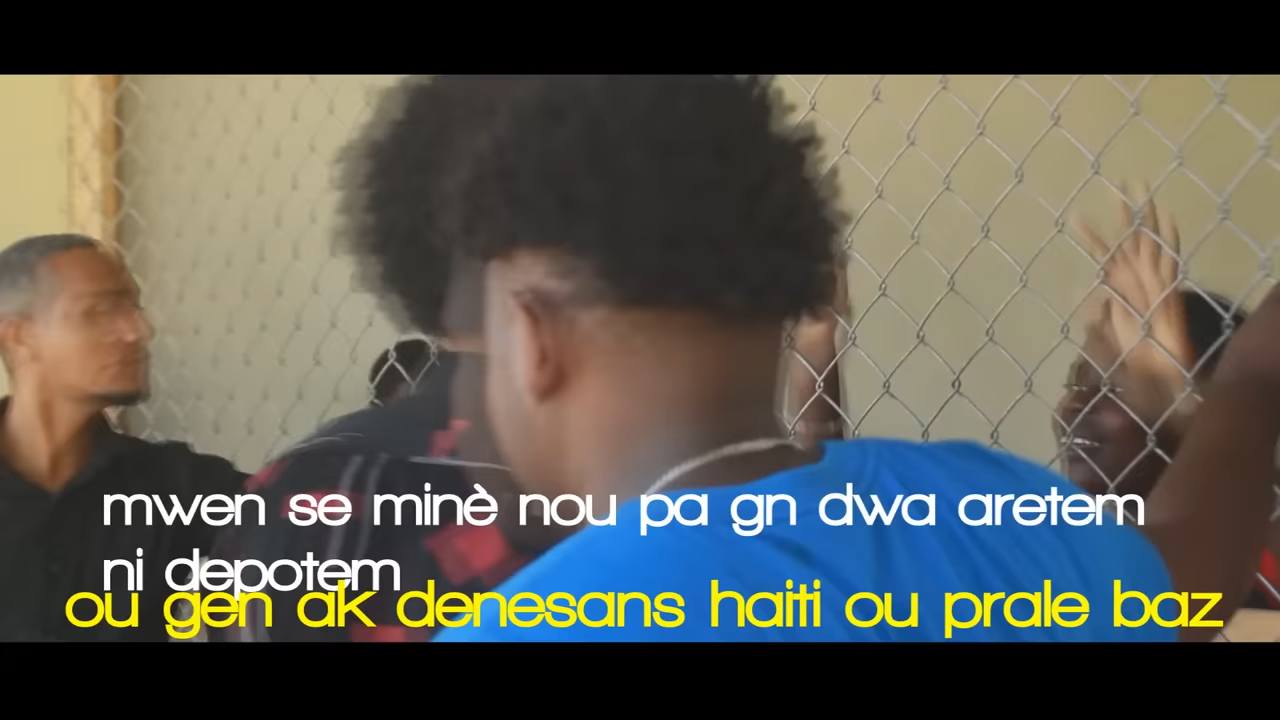 mwen se minè nou pa gn dwa aretem
ni depotem
ou gen ak denesans haiti ou prale baz